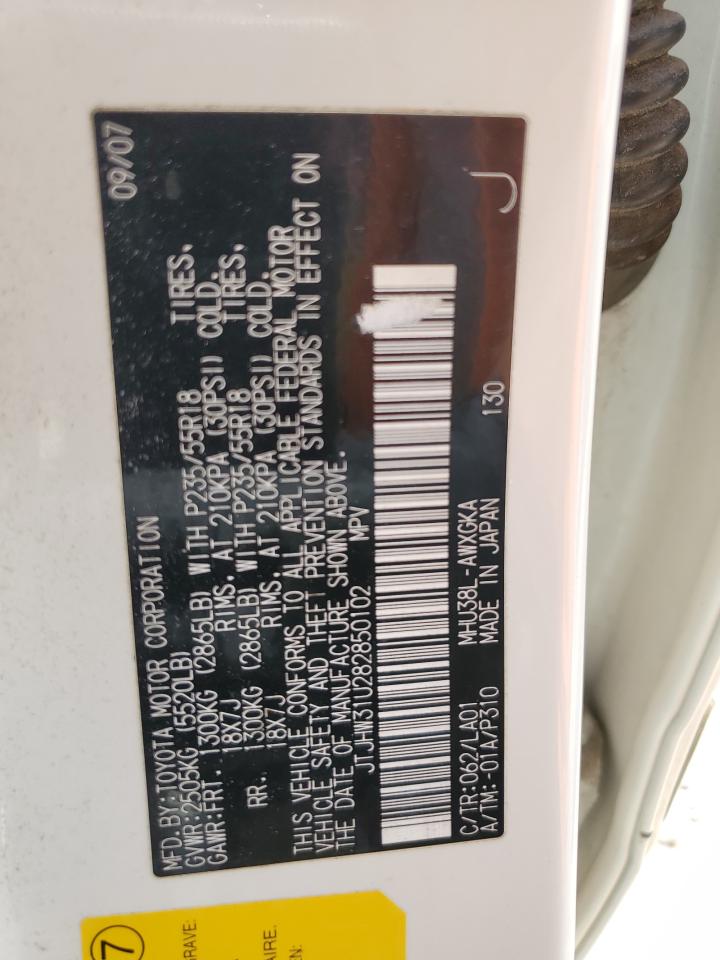 MFD.BY:TOYOTA MOTOR CORPORATION 09/07
GVWR:2505KG (5520LB)
GAWR:FRT. 1300KG (2865LB) WITH P235/55R18 TIRES,
18X7J RIMS, AT 210KPA (30PSI) COLD.
RR. 1300KG (2865LB) WITH P235/55R18 TIRES,
18X7J RIMS, AT 210KPA (30PSI) COLD.
THIS VEHICLE CONFORMS TO ALL APPLICABLE FEDERAL MOTOR
VEHICLE SAFETY AND THEFT PREVENTION STANDARDS IN EFFECT ON
THE DATE OF MANUFACTURE SHOWN ABOVE.
JTJHW31U282850102 MPV
C/TR:062/LA01 MHU38L-AWXGKA 130 J
A/TM:-01A/P310 MADE IN JAPAN
7
GRAVE.
AIRE.